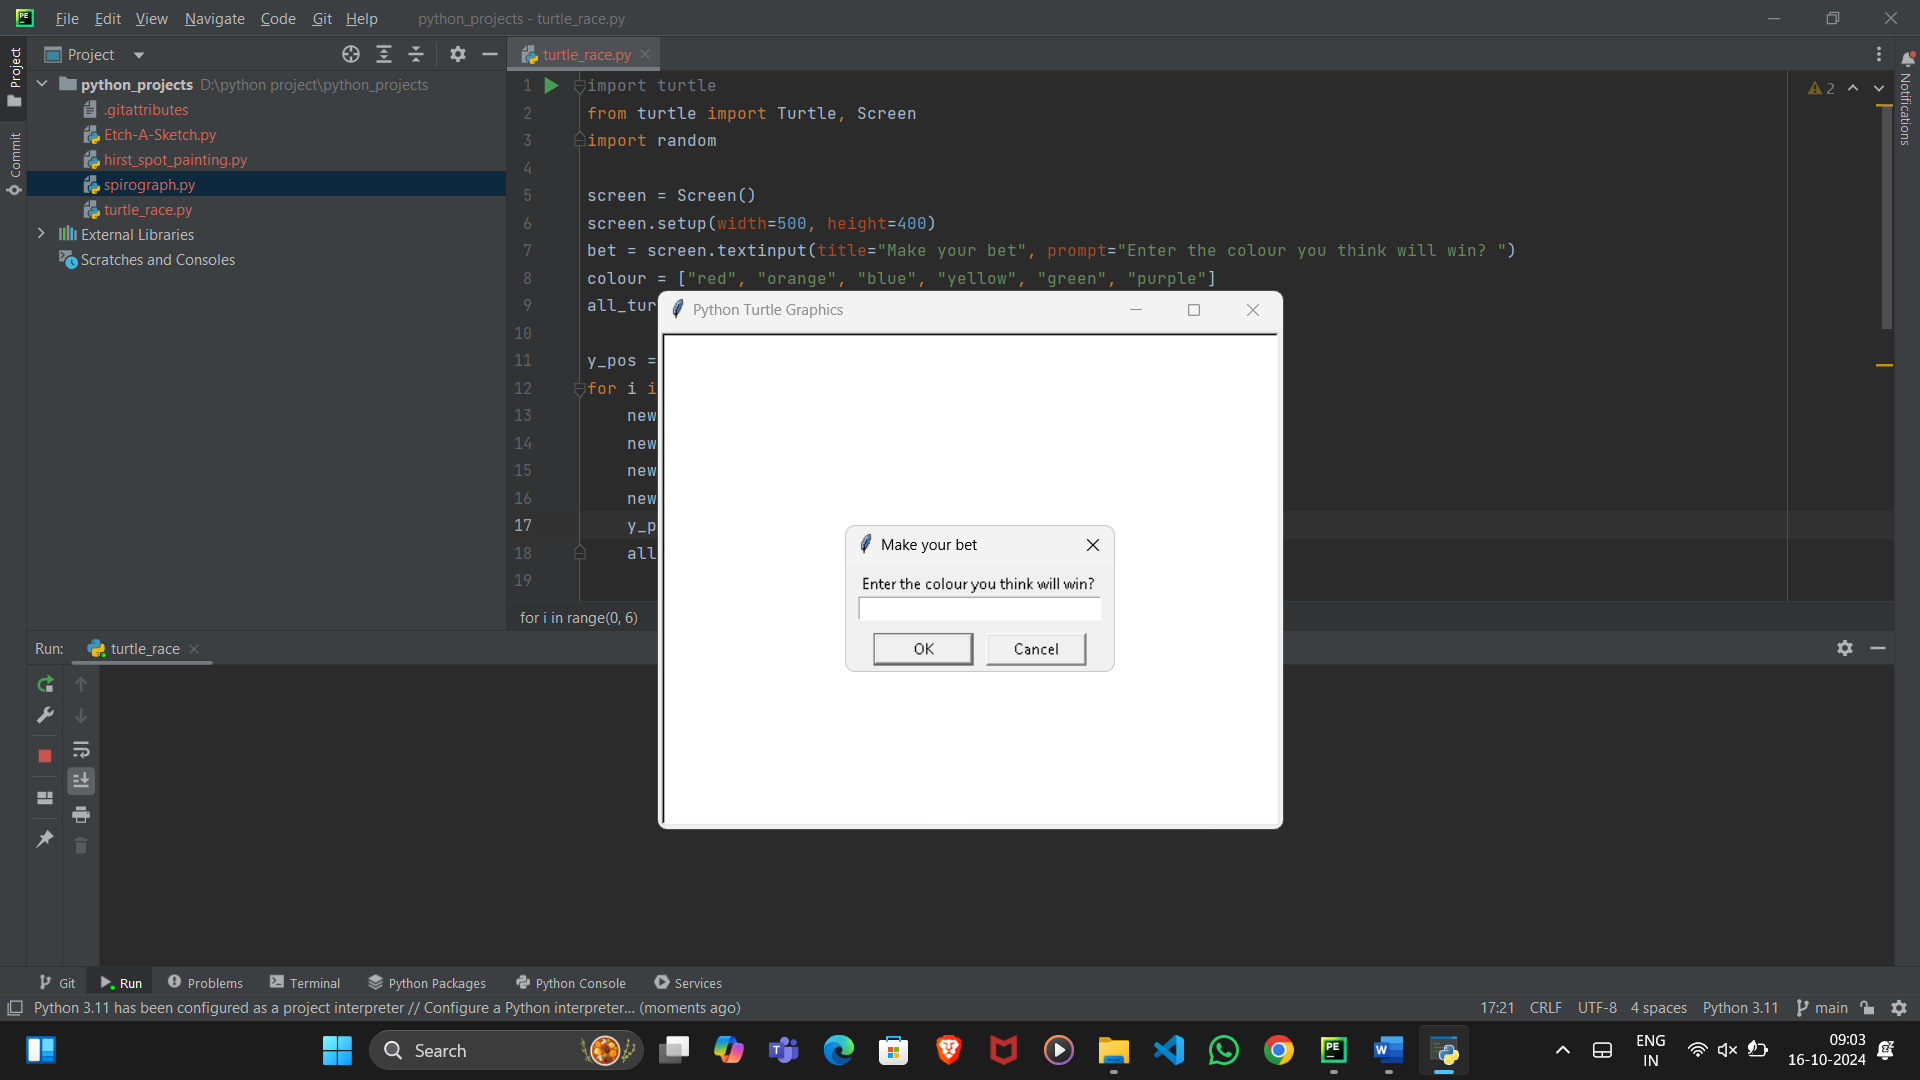 File Edit View Navigate Code Git Help python_projects - turtle_race.py
Project
turtle_race.py
Project
Commit
Notifications
python_projects D:\python project\python_projects
.gitattributes
Etch-A-Sketch.py
hirst_spot_painting.py
spirograph.py
turtle_race.py
External Libraries
Scratches and Consoles
2
1 import turtle
2 from turtle import Turtle, Screen
3 import random
4
5 screen = Screen()
6 screen.setup(width=500, height=400)
7 bet = screen.textinput(title="Make your bet", prompt="Enter the colour you think will win? ")
8 colour = ["red", "orange", "blue", "yellow", "green", "purple"]
9 all_tur
10
11 y_pos =
12 for i i
13 new
14 new
15 new
16 new
17 y_p
18 all
19
for i in range(0, 6)
Python Turtle Graphics
Make your bet
Enter the colour you think will win?
OK Cancel
Run: turtle_race
Git Run Problems Terminal Python Packages Python Console Services
Python 3.11 has been configured as a project interpreter // Configure a Python interpreter... (moments ago) 17:21 CRLF UTF-8 4 spaces Python 3.11 main
Search
ENG
IN
09:03
16-10-2024